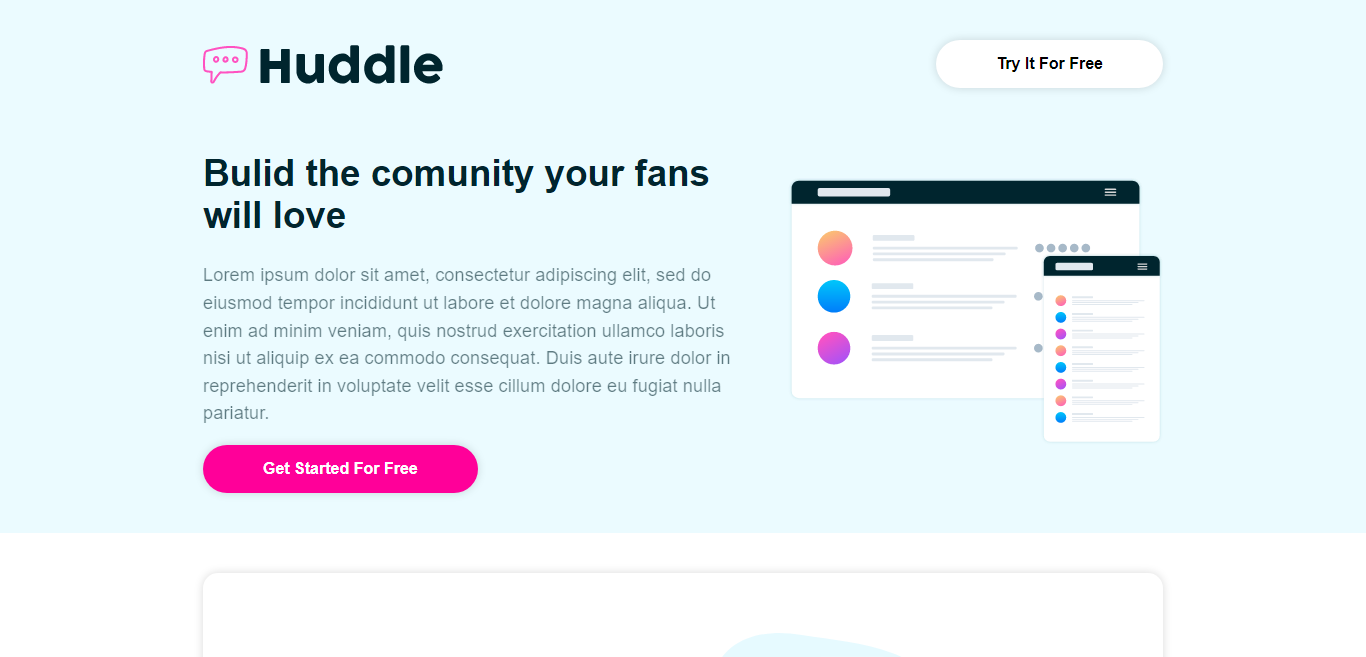 Huddle
Try It For Free
Bulid the comunity your fans
will love
Lorem ipsum dolor sit amet, consectetur adipiscing elit, sed do
eiusmod tempor incididunt ut labore et dolore magna aliqua. Ut
enim ad minim veniam, quis nostrud exercitation ullamco laboris
nisi ut aliquip ex ea commodo consequat. Duis aute irure dolor in
reprehenderit in voluptate velit esse cillum dolore eu fugiat nulla
pariatur.
Get Started For Free